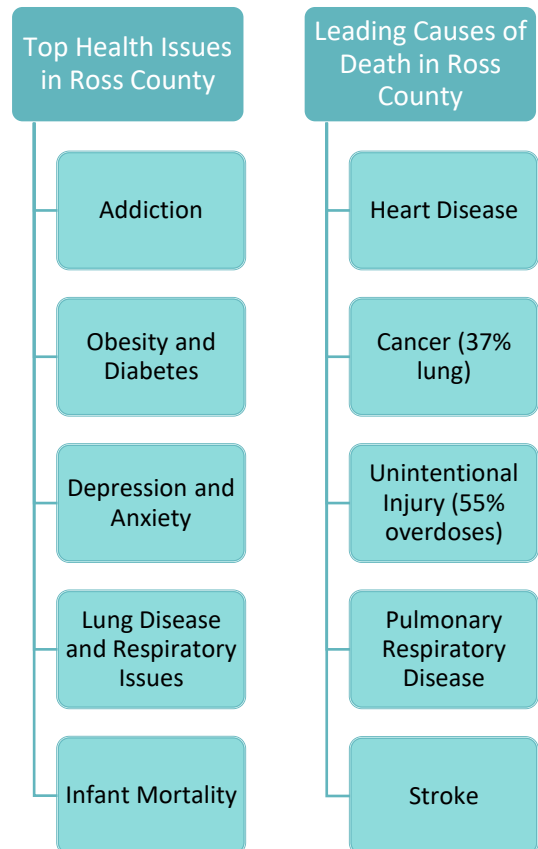 Top Health Issues
in Ross County
Addiction
Obesity and
Diabetes
Depression and
Anxiety
Lung Disease
and Respiratory
Issues
Infant Mortality
Leading Causes of
Death in Ross
County
Heart Disease
Cancer (37%
lung)
Unintentional
Injury (55%
overdoses)
Pulmonary
Respiratory
Disease
Stroke